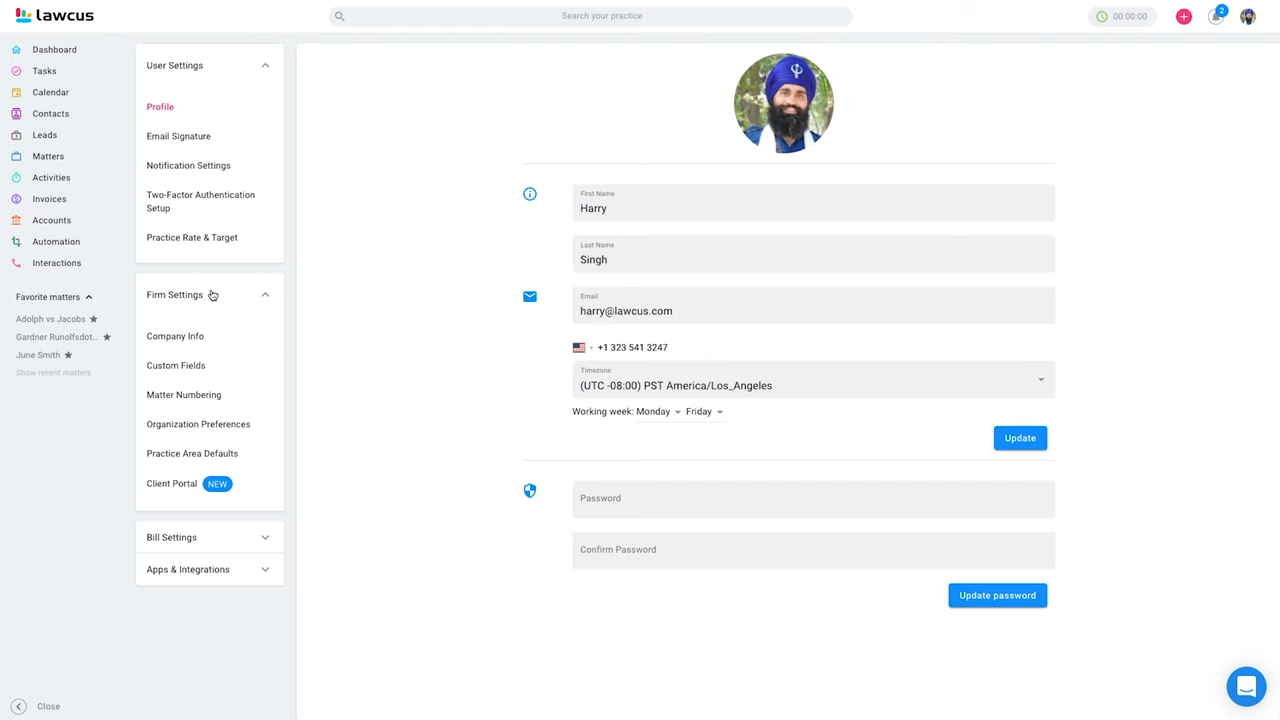 lawcus
Search your practice
00:00:00
2
Dashboard
Tasks
Calendar
Contacts
Leads
Matters
Activities
Invoices
Accounts
Automation
Interactions
Favorite matters
Adolph vs Jacobs
Gardner Runolfsdot..
June Smith
Show recent matters
Close
User Settings
Profile
Email Signature
Notification Settings
Two-Factor Authentication
Setup
Practice Rate & Target
Firm Settings
Company Info
Custom Fields
Matter Numbering
Organization Preferences
Practice Area Defaults
Client Portal NEW
Bill Settings
Apps & Integrations
First Name
Harry
Last Name
Singh
Email
harry@lawcus.com
+1 323 541 3247
Timezone
(UTC -08:00) PST America/Los_Angeles
Working week: Monday Friday
Update
Password
Confirm Password
Update password